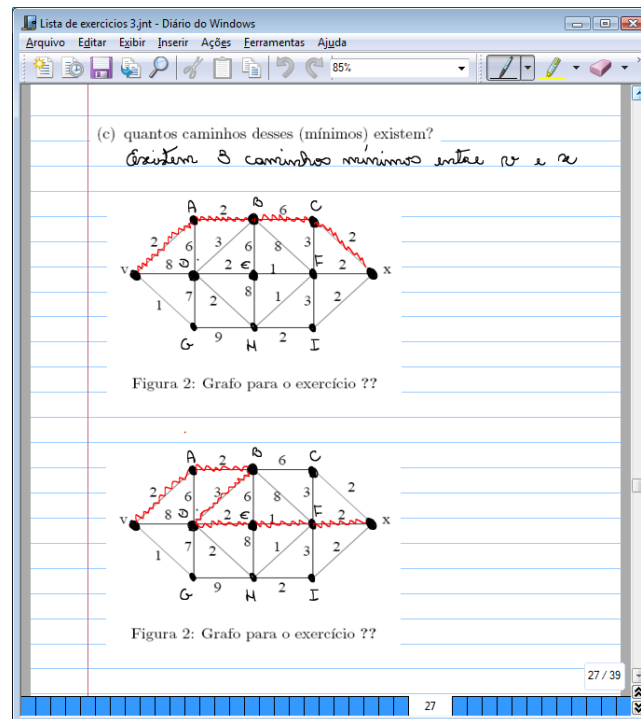 Lista de exercicios 3.jnt - Diário do Windows
Arquivo Editar Exibir Inserir Ações Ferramentas Ajuda
85%
(c) quantos caminhos desses (mínimos) existem?
Existem 3 caminhos mínimos entre v e x
A 2 B 6 C
2 6 3 6 8 3 2
v 8 D 2 E 1 F 2 x
1 7 2 8 1 3 2
G 9 H 2 I
Figura 2: Grafo para o exercício ??
A 2 B 6 C
2 6 3 6 8 3 2
v 8 D 2 E 1 F 2 x
1 7 2 8 1 3 2
G 9 H 2 I
Figura 2: Grafo para o exercício ??
27 / 39
27